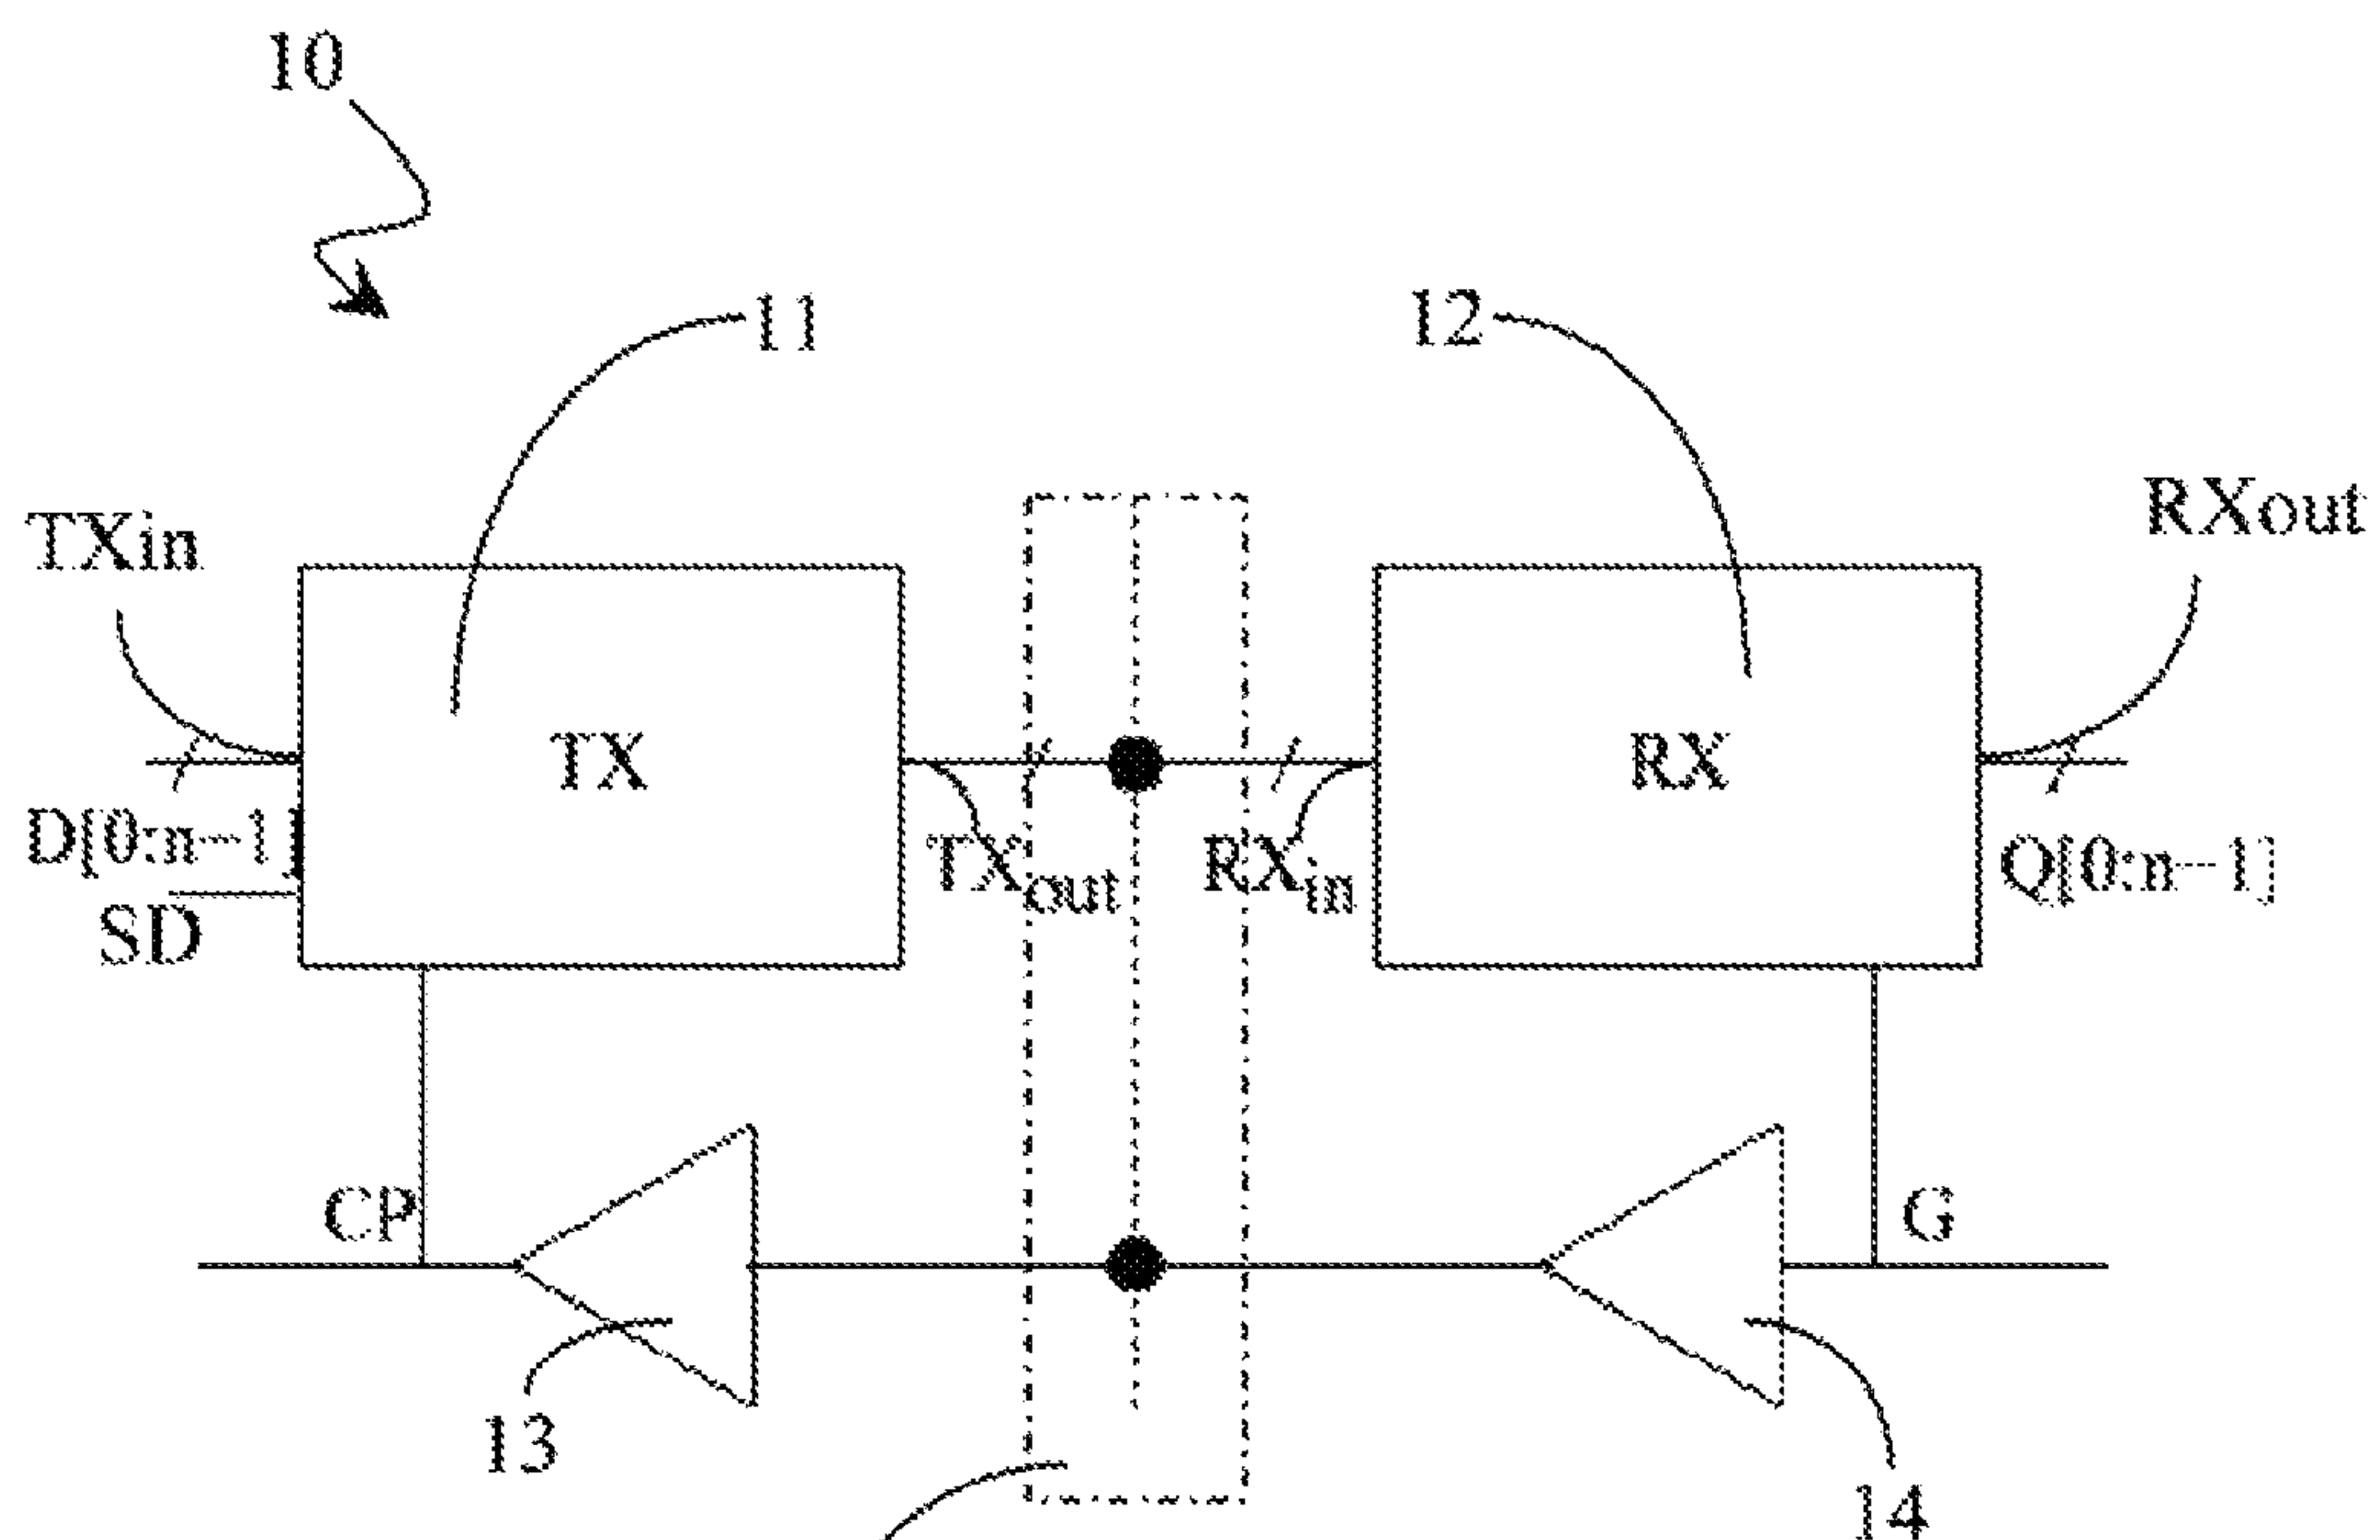 10
11
12
TXin
RXout
TX
RX
D[0:n-1]
TXout
RXin
Q[0:n-1]
SD
CP
G
13
14